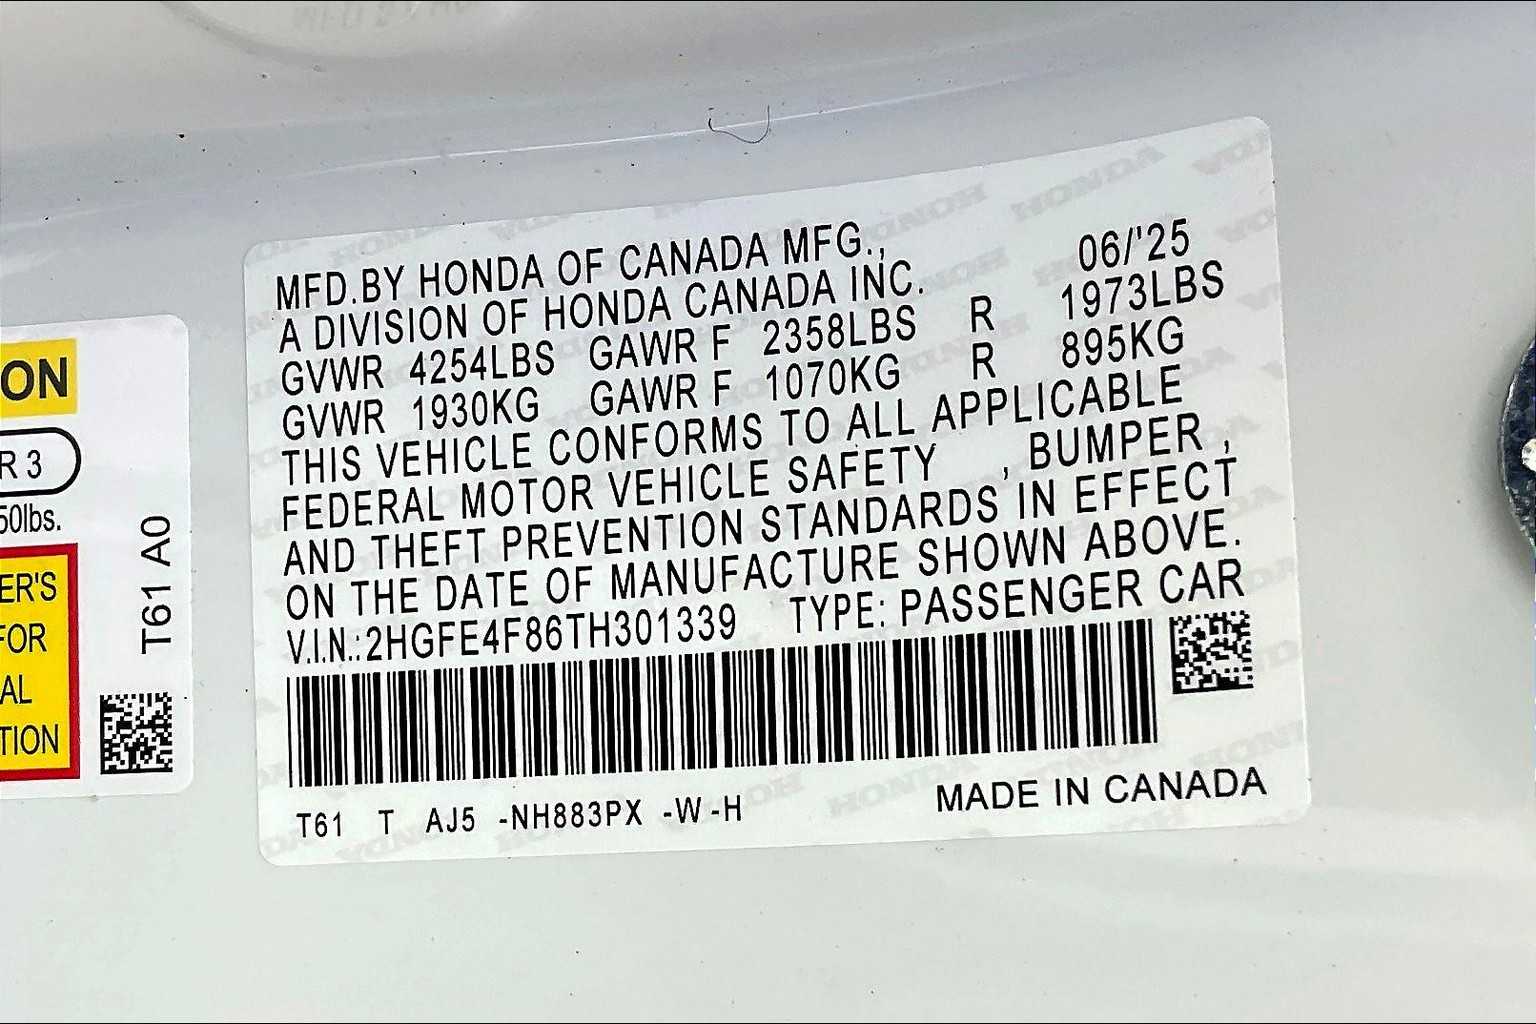 MFD.BY HONDA OF CANADA MFG., 06/'25
A DIVISION OF HONDA CANADA INC.
GVWR 4254LBS GAWR F 2358LBS R 1973LBS
GVWR 1930KG GAWR F 1070KG R 895KG
THIS VEHICLE CONFORMS TO ALL APPLICABLE
FEDERAL MOTOR VEHICLE SAFETY , BUMPER ,
AND THEFT PREVENTION STANDARDS IN EFFECT
ON THE DATE OF MANUFACTURE SHOWN ABOVE.
V.I.N.:2HGFE4F86TH301339 TYPE: PASSENGER CAR
T61 T AJ5 -NH883PX -W-H MADE IN CANADA
ON
R 3
50lbs.
ER'S
FOR
AL
TION
T61 A0